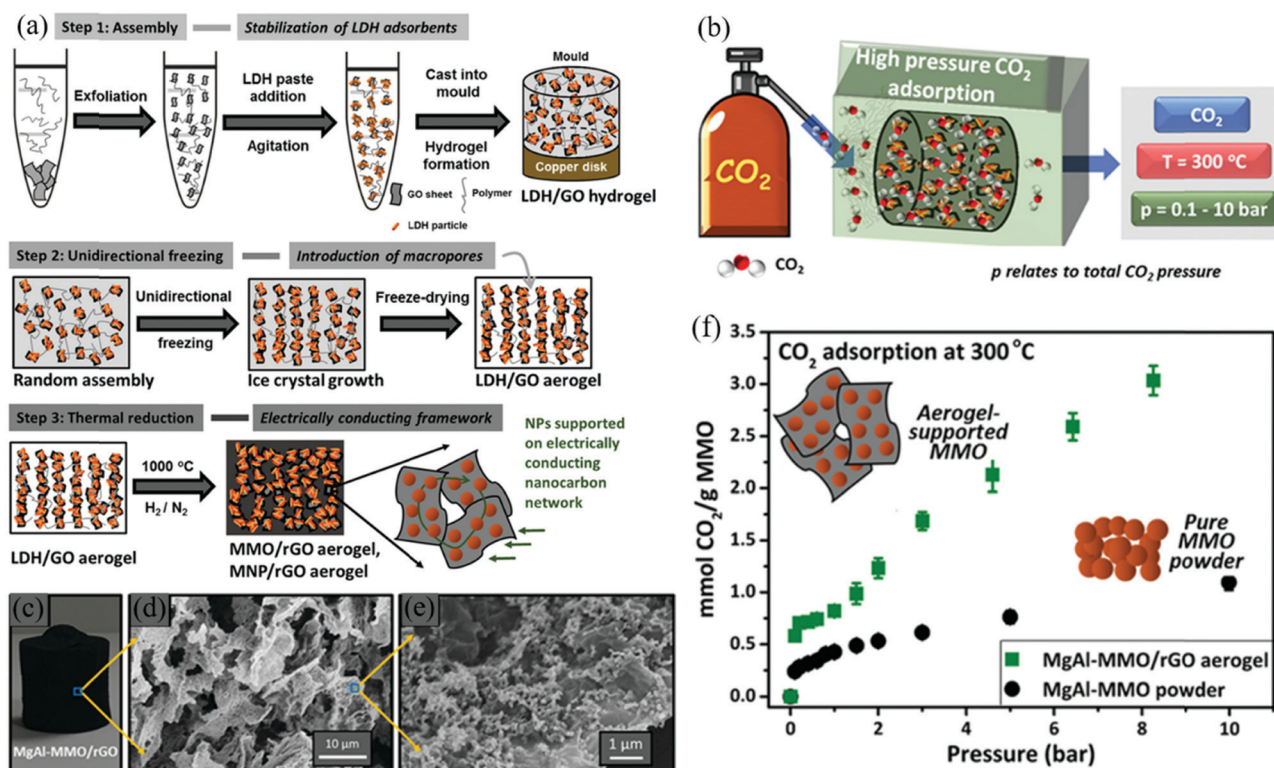 (a)
Step 1: Assembly
Stabilization of LDH adsorbents
Exfoliation
LDH paste
addition
Agitation
Cast into
mould
Hydrogel
formation
Mould
Copper disk
GO sheet
Polymer
LDH particle
LDH/GO hydrogel
Step 2: Unidirectional freezing
Introduction of macropores
Unidirectional
freezing
Freeze-drying
Random assembly
Ice crystal growth
LDH/GO aerogel
Step 3: Thermal reduction
Electrically conducting framework
1000 °C
H₂ / N₂
NPs supported
on electrically
conducting
nanocarbon
network
LDH/GO aerogel
MMO/rGO aerogel,
MNP/rGO aerogel
(b)
High pressure CO₂
adsorption
CO₂
CO₂
CO₂
T = 300 °C
p = 0.1 - 10 bar
p relates to total CO₂ pressure
(c)
MgAl-MMO/rGO
(d)
10 µm
(e)
1 µm
(f)
CO₂ adsorption at 300 °C
Aerogel-
supported
MMO
Pure
MMO
powder
MgAl-MMO/rGO aerogel
MgAl-MMO powder
mmol CO₂/g MMO
3.5
3.0
2.5
2.0
1.5
1.0
0.5
0.0
0 2 4 6 8 10
Pressure (bar)